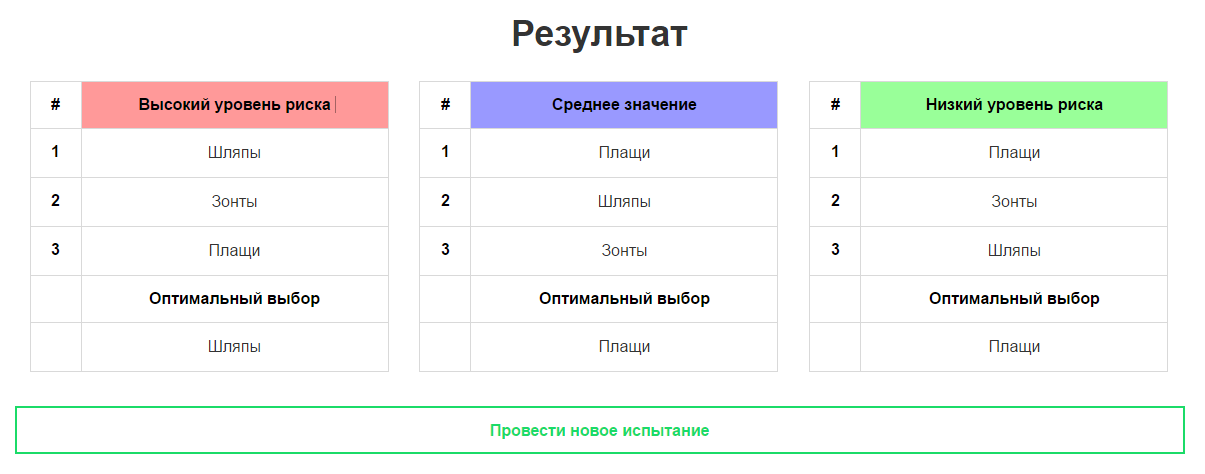 Результат
# Высокий уровень риска
1 Шляпы
2 Зонты
3 Плащи
Оптимальный выбор
Шляпы
# Среднее значение
1 Плащи
2 Шляпы
3 Зонты
Оптимальный выбор
Плащи
# Низкий уровень риска
1 Плащи
2 Зонты
3 Шляпы
Оптимальный выбор
Плащи
Провести новое испытание